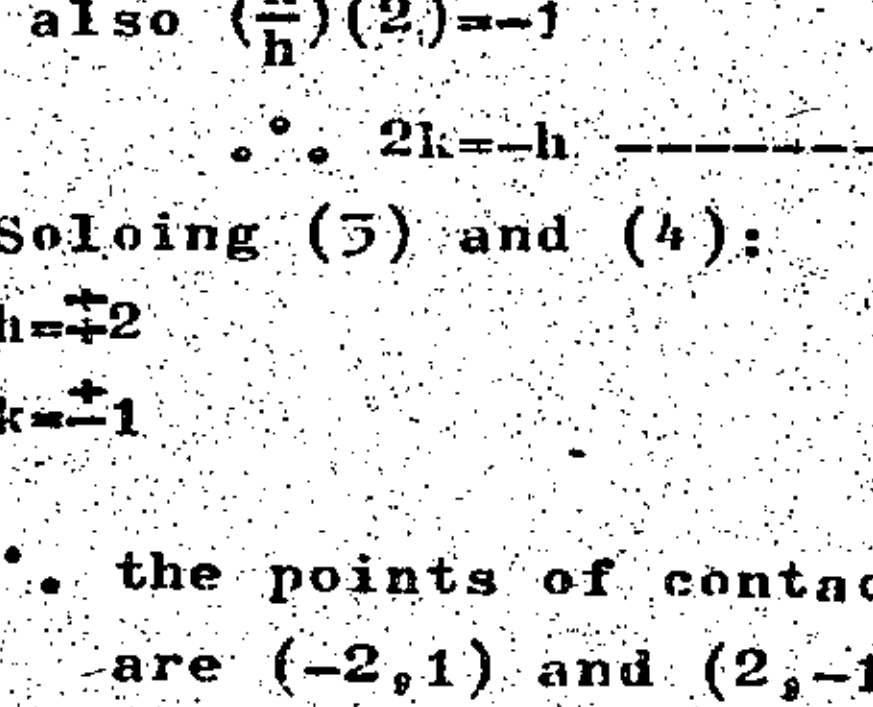 also (k/h)(2)=-1
∴ 2k=-h -------
Soloing (3) and (4):
h=∓2
k=±1
∴ the points of contac
are (-2,1) and (2,-1